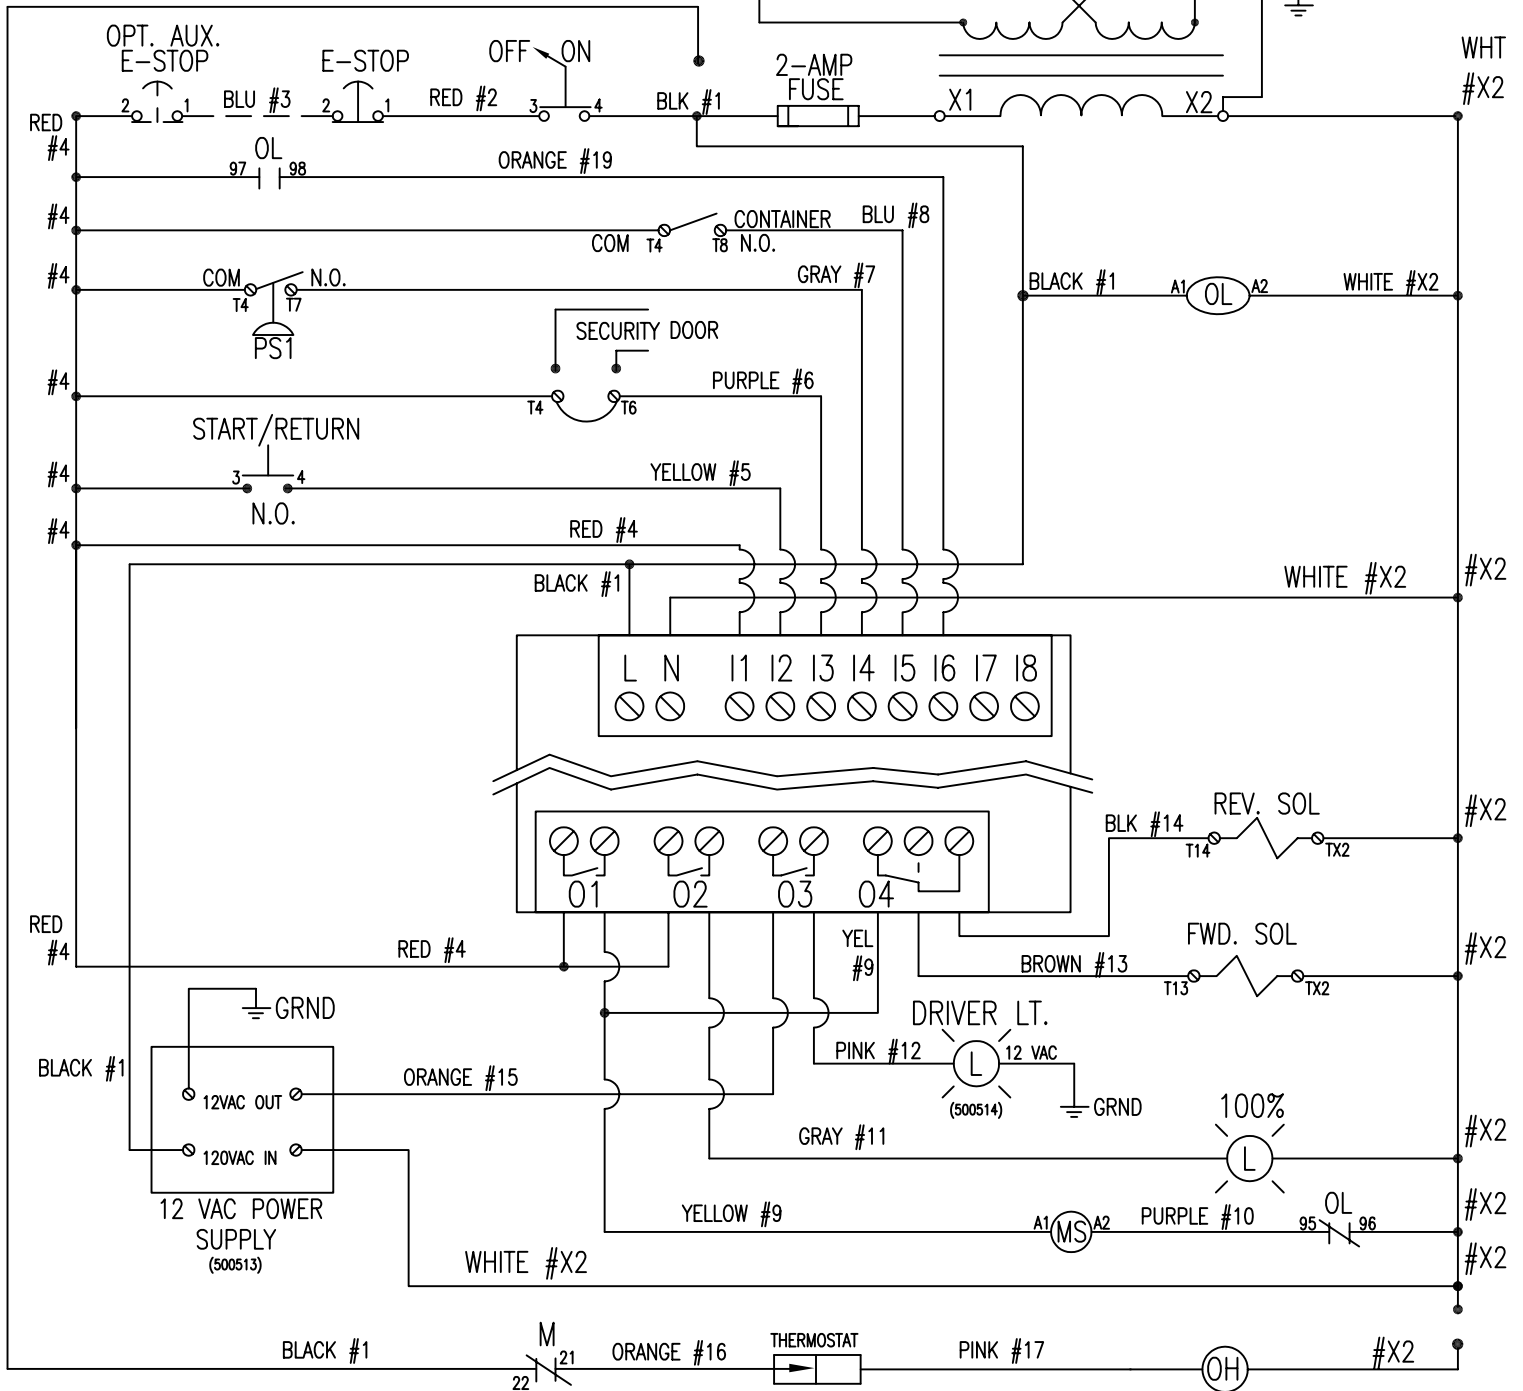 OPT. AUX.
E-STOP
E-STOP
OFF ON
2-AMP
FUSE
WHT
#X2
2 1
BLU #3
2 1
RED #2
3 4
BLK #1
X1
X2
RED
#4
OL
97 98
ORANGE #19
#4
COM T4
T8 N.O.
CONTAINER
BLU #8
#4
COM
N.O.
T4 T7
PS1
GRAY #7
BLACK #1
A1 OL A2
WHITE #X2
SECURITY DOOR
#4
T4 T6
PURPLE #6
START/RETURN
#4
3 4
N.O.
YELLOW #5
#4
RED #4
BLACK #1
WHITE #X2
#X2
L N I1 I2 I3 I4 I5 I6 I7 I8
REV. SOL
#X2
BLK #14
T14 TX2
O1 O2 O3 O4
RED
#4
RED #4
YEL
#9
FWD. SOL
#X2
BROWN #13
T13 TX2
GRND
DRIVER LT.
BLACK #1
PINK #12
L
12 VAC
(500514)
GRND
ORANGE #15
12VAC OUT
120VAC IN
12 VAC POWER
SUPPLY
(500513)
100%
L
#X2
GRAY #11
YELLOW #9
A1 MS A2
PURPLE #10
OL
95 96
#X2
WHITE #X2
#X2
BLACK #1
M
21
22
ORANGE #16
THERMOSTAT
PINK #17
OH
#X2